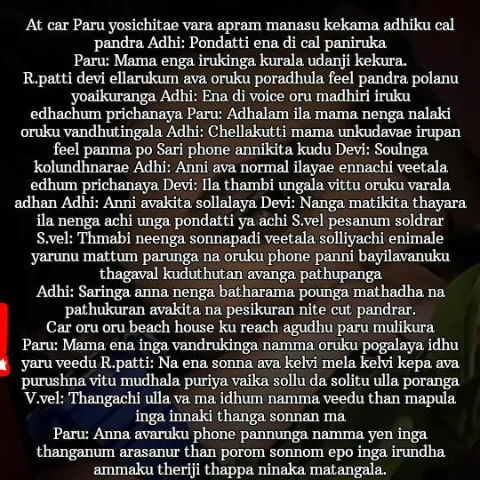 At car Paru yosichitae vara apram manasu kekama adhiku cal
pandra Adhi: Pondatti ena di cal paniruka
Paru: Mama enga irukinga kurala udanji kekura.
R.patti devi ellarukum ava oruku poradhula feel pandra polanu
yoaikuranga Adhi: Ena di voice oru madhiri iruku
edhachum prichanaya Paru: Adhalam ila mama nenga nalaki
oruku vandhutingala Adhi: Chellakutti mama unkudavae irupan
feel panma po Sari phone annikita kudu Devi: Soulnga
kolundhnarae Adhi: Anni ava normal ilayae ennachi veetala
edhum prichanaya Devi: Ila thambi ungala vittu oruku varala
adhan Adhi: Anni avakita sollalaya Devi: Nanga matikita thayara
ila nenga achi unga pondatti ya achi S.vel pesanum soldrar
S.vel: Thmabi neenga sonnapadi veetala solliyachi enimale
yarunu mattum parunga na oruku phone panni bayilavanuku
thagaval kuduthutan avanga pathupanga
Adhi: Saringa anna nenga batharama pounga mathadha na
pathukuran avakita na pesikuran nite cut pandrar.
Car oru oru beach house ku reach agudhu paru mulikura
Paru: Mama ena inga vandrukinga namma oruku pogalaya idhu
yaru veedu R.patti: Na ena sonna ava kelvi mela kelvi kepa ava
purushna vitu mudhala puriya vaika sollu da solitu ulla poranga
V.vel: Thangachi ulla va ma idhum namma veedu than mapula
inga innaki thanga sonnan ma
Paru: Anna avaruku phone pannunga namma yen inga
thanganum arasanur than porom sonnom epo inga irundha
ammaku theriji thappa ninaka matangala.